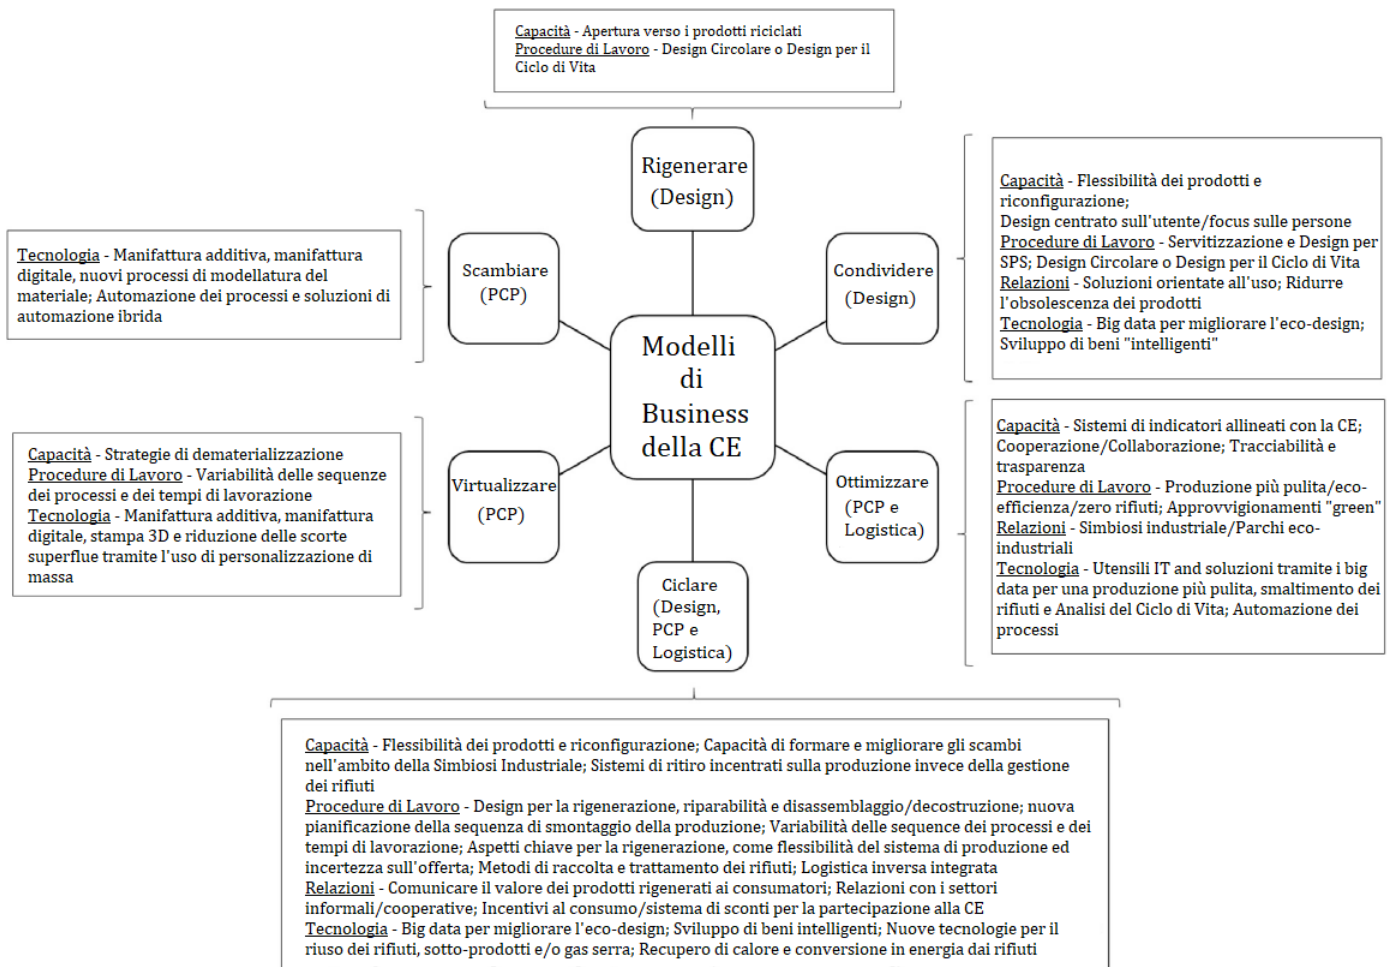 Capacità - Apertura verso i prodotti riciclati
Procedure di Lavoro - Design Circolare o Design per il
Ciclo di Vita
Rigenerare
(Design)
Capacità - Flessibilità dei prodotti e
riconfigurazione;
Design centrato sull'utente/focus sulle persone
Procedure di Lavoro - Servitizzazione e Design per
SPS; Design Circolare o Design per il Ciclo di Vita
Relazioni - Soluzioni orientate all'uso; Ridurre
l'obsolescenza dei prodotti
Tecnologia - Big data per migliorare l'eco-design;
Sviluppo di beni "intelligenti"
Condividere
(Design)
Tecnologia - Manifattura additiva, manifattura
digitale, nuovi processi di modellatura del
materiale; Automazione dei processi e soluzioni di
automazione ibrida
Scambiare
(PCP)
Modelli
di
Business
della CE
Capacità - Strategie di dematerializzazione
Procedure di Lavoro - Variabilità delle sequenze
dei processi e dei tempi di lavorazione
Tecnologia - Manifattura additiva, manifattura
digitale, stampa 3D e riduzione delle scorte
superflue tramite l'uso di personalizzazione di
massa
Virtualizzare
(PCP)
Ottimizzare
(PCP e
Logistica)
Capacità - Sistemi di indicatori allineati con la CE;
Cooperazione/Collaborazione; Tracciabilità e
trasparenza
Procedure di Lavoro - Produzione più pulita/eco-
efficienza/zero rifiuti; Approvvigionamenti "green"
Relazioni - Simbiosi industriale/Parchi eco-
industriali
Tecnologia - Utensili IT and soluzioni tramite i big
data per una produzione più pulita, smaltimento dei
rifiuti e Analisi del Ciclo di Vita; Automazione dei
processi
Ciclare
(Design,
PCP e
Logistica)
Capacità - Flessibilità dei prodotti e riconfigurazione; Capacità di formare e migliorare gli scambi
nell'ambito della Simbiosi Industriale; Sistemi di ritiro incentrati sulla produzione invece della gestione
dei rifiuti
Procedure di Lavoro - Design per la rigenerazione, riparabilità e disassemblaggio/decostruzione; nuova
pianificazione della sequenza di smontaggio della produzione; Variabilità delle sequence dei processi e dei
tempi di lavorazione; Aspetti chiave per la rigenerazione, come flessibilità del sistema di produzione ed
incertezza sull'offerta; Metodi di raccolta e trattamento dei rifiuti; Logistica inversa integrata
Relazioni - Comunicare il valore dei prodotti rigenerati ai consumatori; Relazioni con i settori
informali/cooperative; Incentivi al consumo/sistema di sconti per la partecipazione alla CE
Tecnologia - Big data per migliorare l'eco-design; Sviluppo di beni intelligenti; Nuove tecnologie per il
riuso dei rifiuti, sotto-prodotti e/o gas serra; Recupero di calore e conversione in energia dai rifiuti